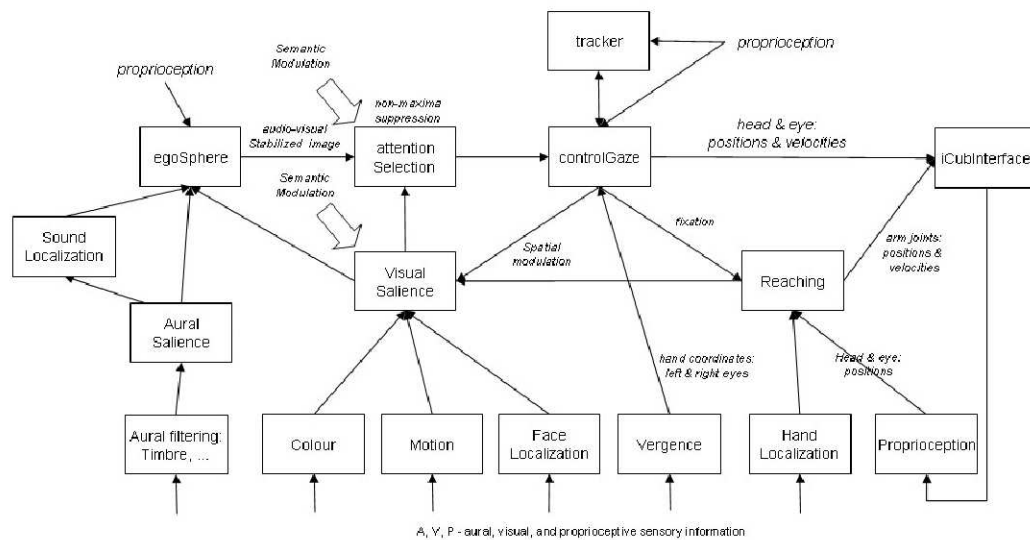 tracker
proprioception
Semantic
Modulation
proprioception
non-maxima
suppression
audio-visual
Stabilized image
head & eye:
positions & velocities
egoSphere
attention
Selection
controlGaze
iCubInterface
Semantic
Modulation
Sound
Localization
fixation
Spatial
modulation
arm joints:
positions &
velocities
Visual
Salience
Reaching
Aural
Salience
hand coordinates:
left & right eyes
Head & eye:
positions
Aural filtering:
Timbre, ...
Colour
Motion
Face
Localization
Vergence
Hand
Localization
Proprioception
A, V, P - aural, visual, and proprioceptive sensory information